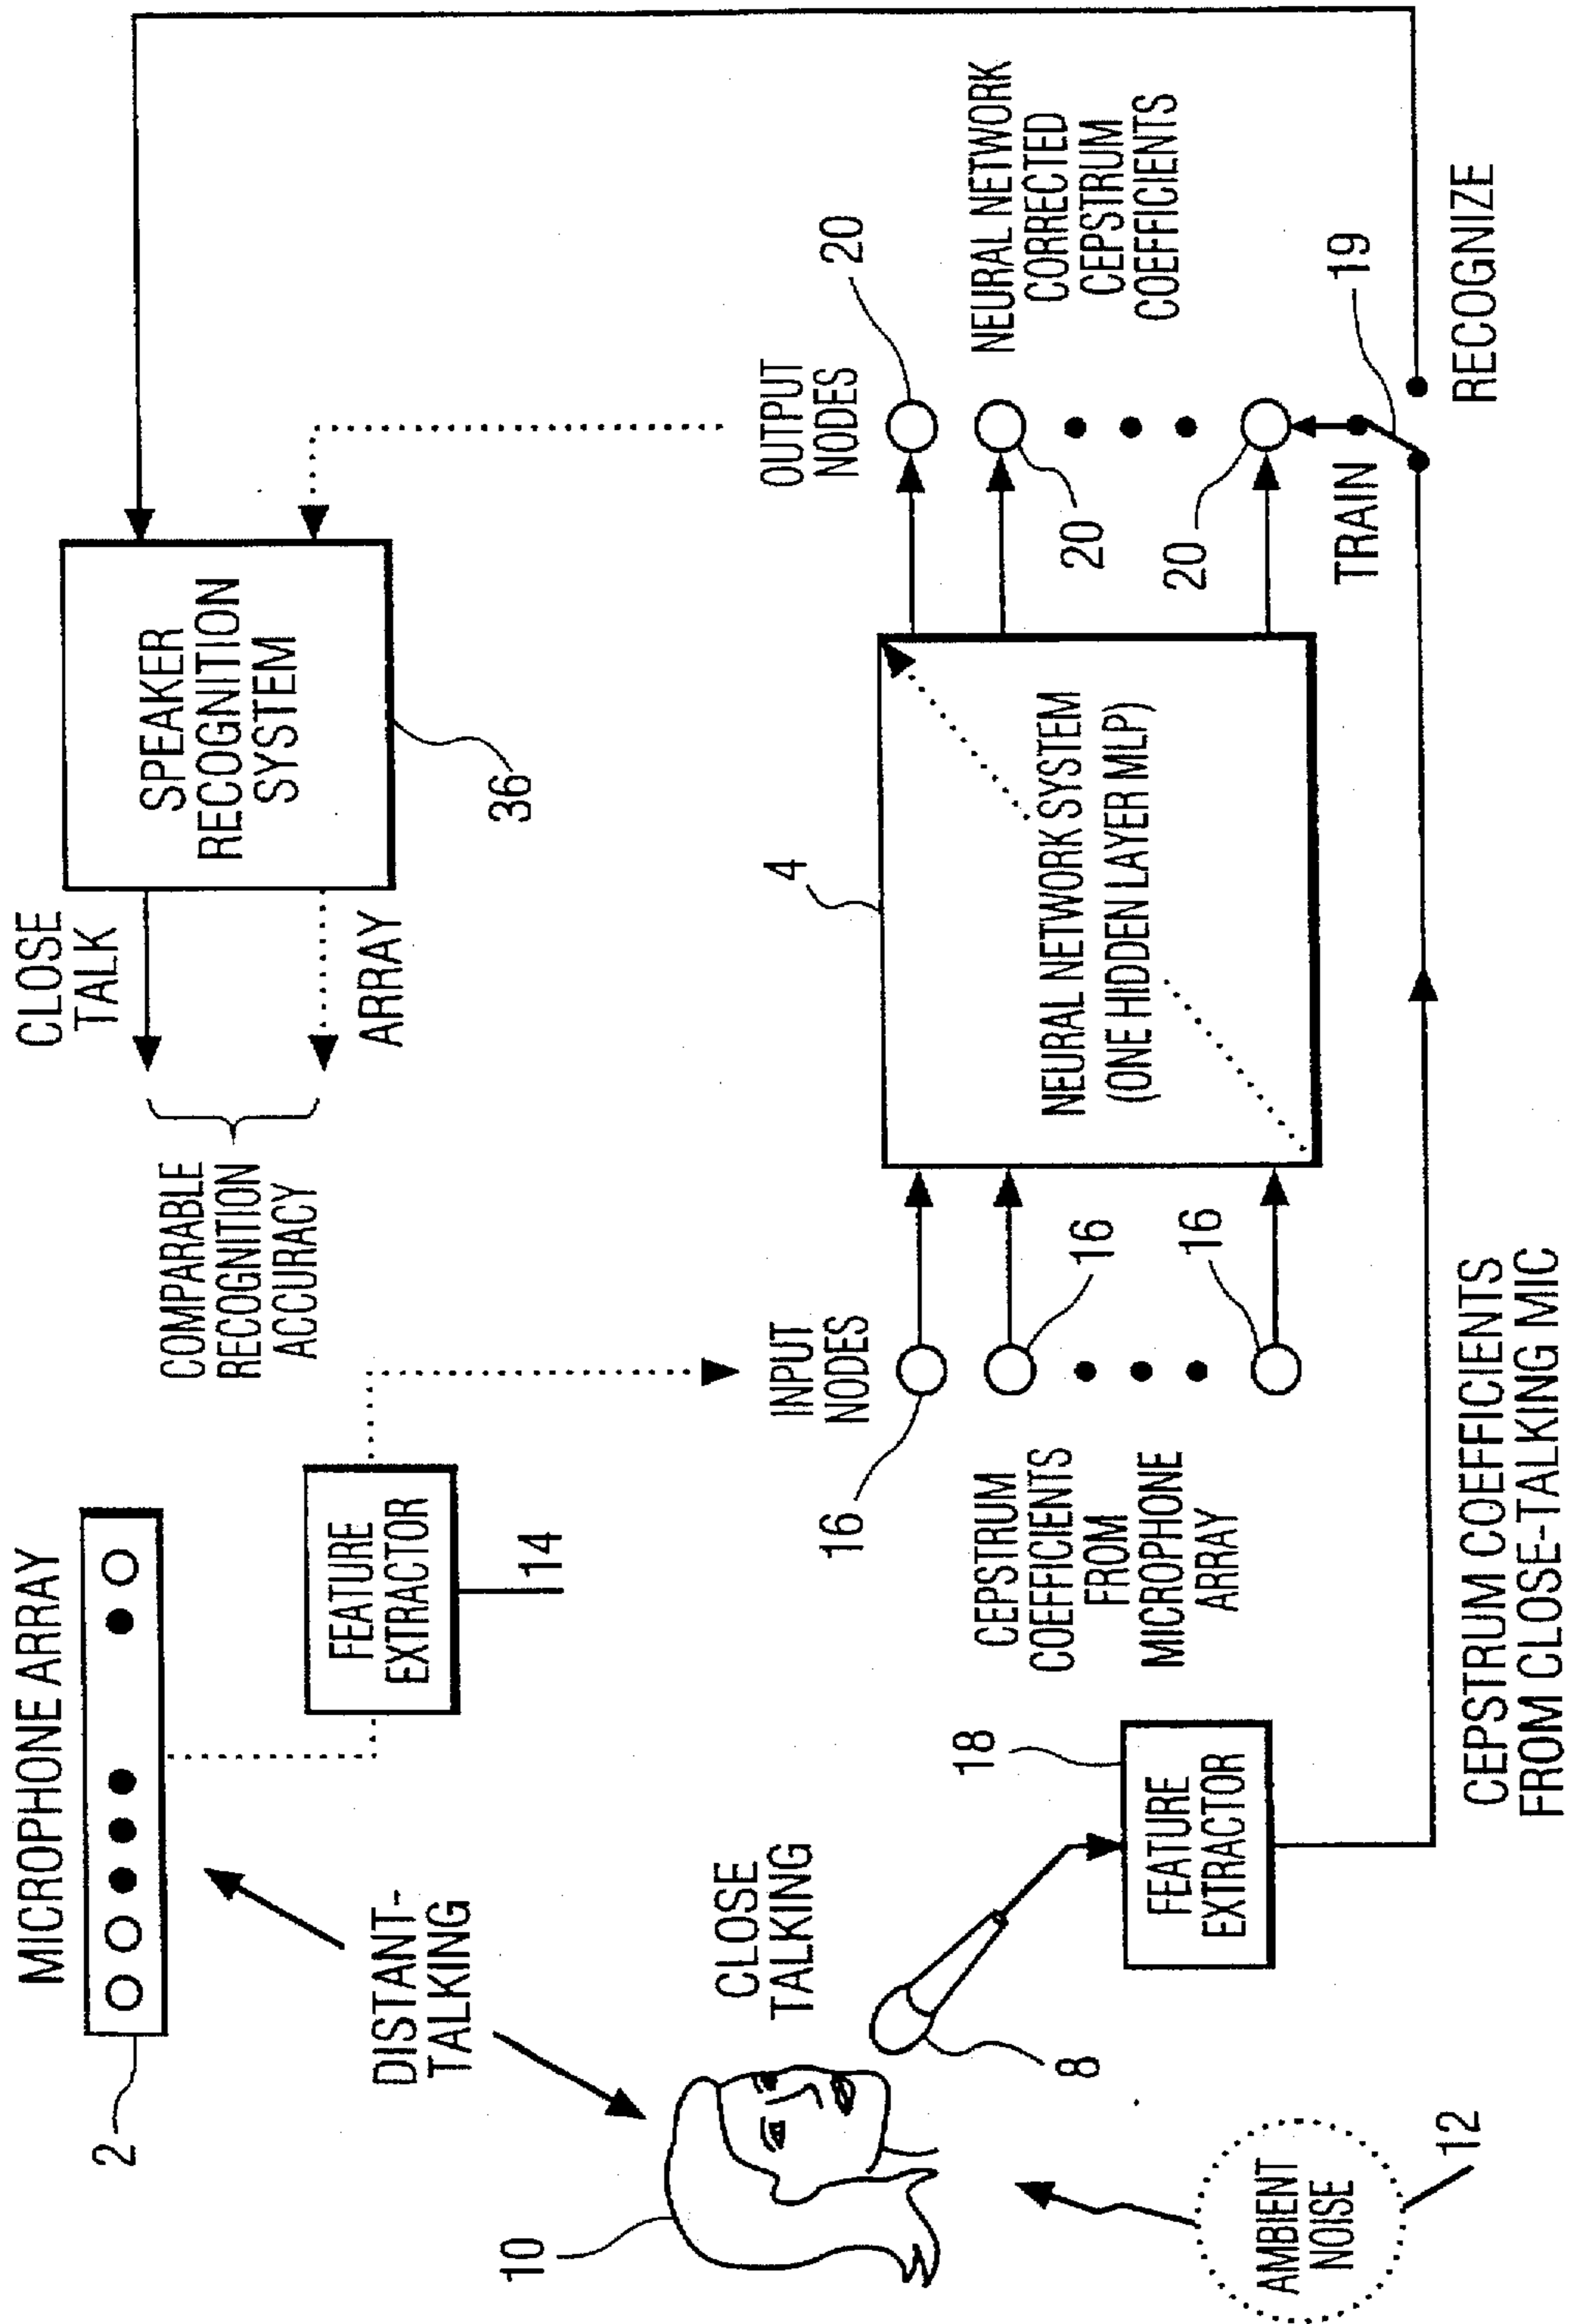 MICROPHONE ARRAY
2
DISTANT-
TALKING
FEATURE
EXTRACTOR
14
COMPARABLE
RECOGNITION
ACCURACY
CLOSE
TALK
ARRAY
SPEAKER
RECOGNITION
SYSTEM
36
10
CLOSE
TALKING
8
AMBIENT
NOISE
12
18
FEATURE
EXTRACTOR
INPUT
NODES
16
16
16
CEPSTRUM
COEFFICIENTS
FROM
MICROPHONE
ARRAY
4
NEURAL NETWORK SYSTEM
(ONE HIDDEN LAYER MLP)
OUTPUT
NODES
20
20
20
NEURAL NETWORK
CORRECTED
CEPSTRUM
COEFFICIENTS
TRAIN
19
RECOGNIZE
CEPSTRUM COEFFICIENTS
FROM CLOSE-TALKING MIC